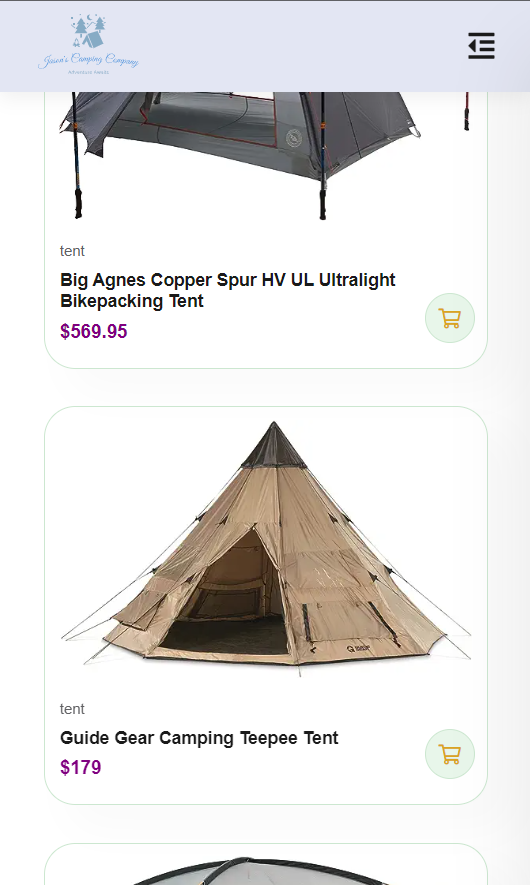 Jason's Camping Company
Adventure Awaits
tent
Big Agnes Copper Spur HV UL Ultralight
Bikepacking Tent
$569.95
tent
Guide Gear Camping Teepee Tent
$179